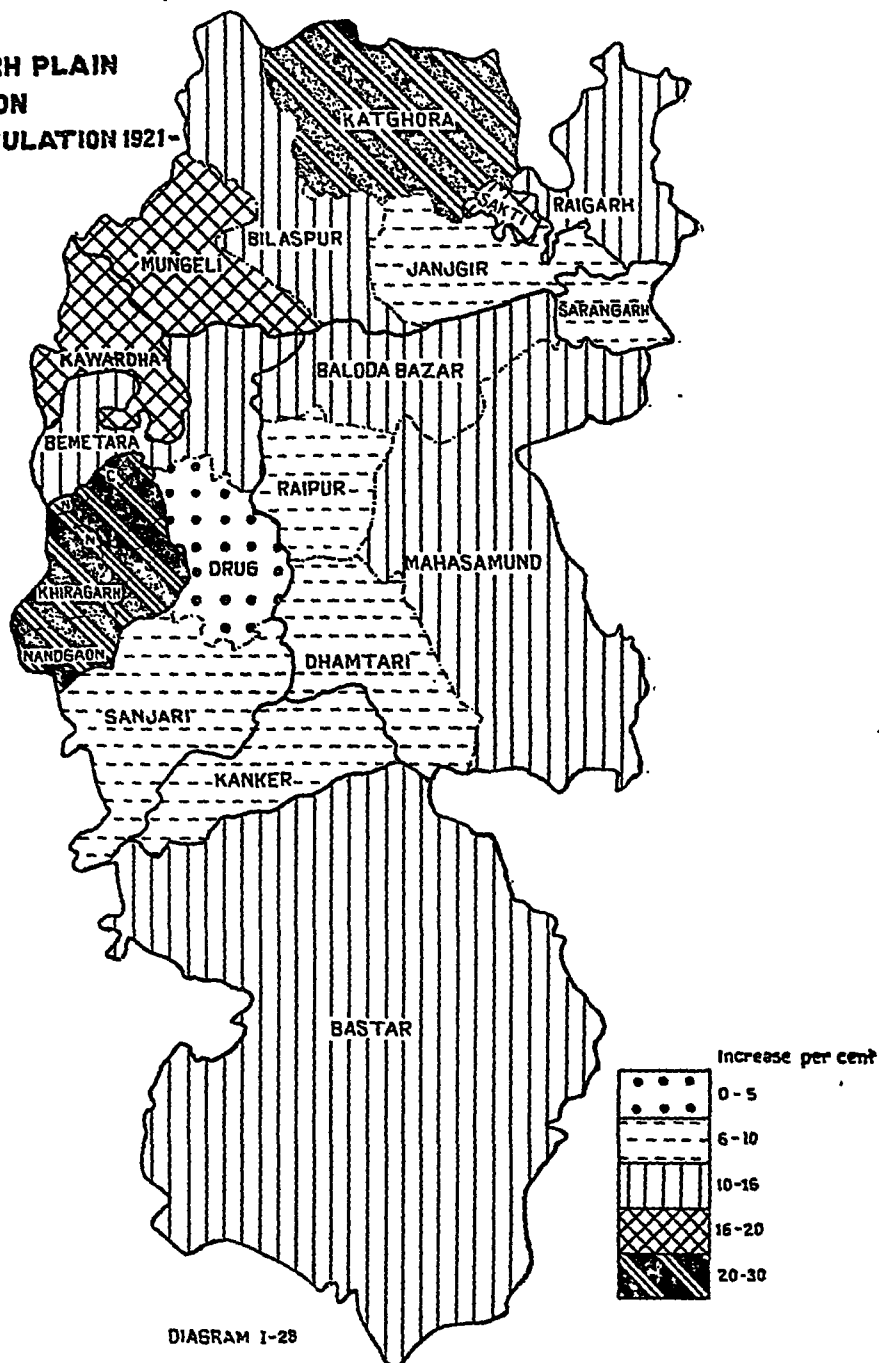 RH PLAIN
ON
ULATION 1921-
KATGHORA
SAKTI
RAIGARH
BILASPUR
MUNGELI
JANJGIR
SARANGARH
KAWARDHA
BALODA BAZAR
BEMETARA
RAIPUR
C
N
N
DRUG
MAHASAMUND
KHIRAGARH
NANDGAON
DHAMTARI
SANJARI
KANKER
BASTAR
Increase per cent
0-5
6-10
10-15
16-20
20-30
DIAGRAM I-28